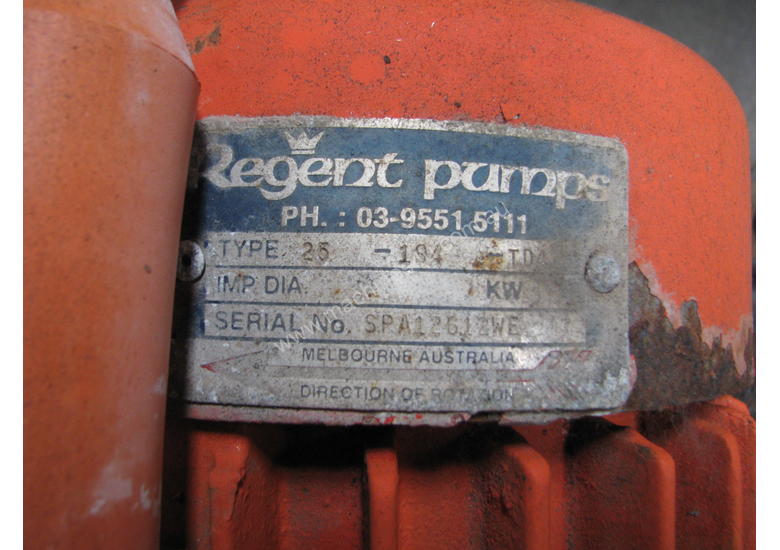 Regent pumps
PH. : 03-9551 5111
TYPE 25 - 194 - TD
IMP. DIA. KW
SERIAL No. SPA12G12WE
MELBOURNE AUSTRALIA
DIRECTION OF ROTATION